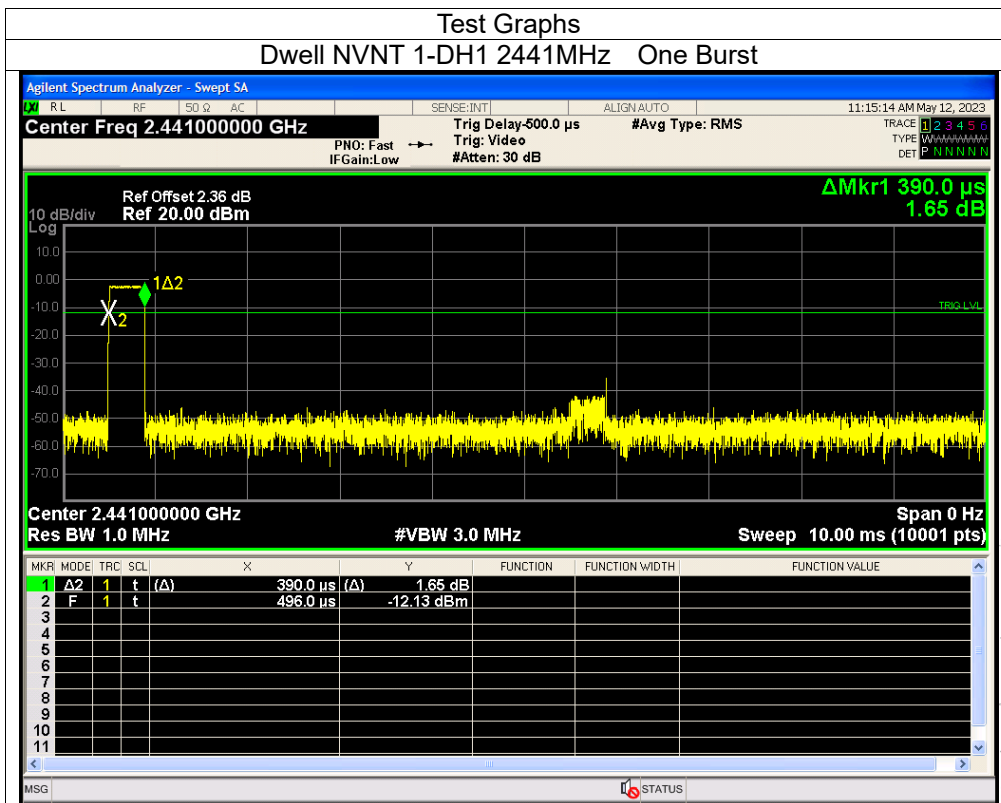 Test Graphs
Dwell NVNT 1-DH1 2441MHz One Burst
Agilent Spectrum Analyzer - Swept SA
LXI RL RF 50 Ω AC SENSE:INT ALIGN AUTO 11:15:14 AM May 12, 2023
Center Freq 2.441000000 GHz Trig Delay-500.0 µs #Avg Type: RMS TRACE 1 2 3 4 5 6
PNO: Fast Trig: Video TYPE WWWWWW
IFGain:Low #Atten: 30 dB DET P N N N N N
ΔMkr1 390.0 µs
Ref Offset 2.36 dB
10 dB/div Ref 20.00 dBm 1.65 dB
Log
10.0
0.00 1Δ2
-10.0 TRIG LVL
2
-20.0
-30.0
-40.0
-50.0
-60.0
-70.0
Center 2.441000000 GHz Span 0 Hz
Res BW 1.0 MHz #VBW 3.0 MHz Sweep 10.00 ms (10001 pts)
MKR MODE TRC SCL X Y FUNCTION FUNCTION WIDTH FUNCTION VALUE
1 Δ2 1 t (Δ) 390.0 µs (Δ) 1.65 dB
2 F 1 t 496.0 µs -12.13 dBm
3
4
5
6
7
8
9
10
11
MSG STATUS